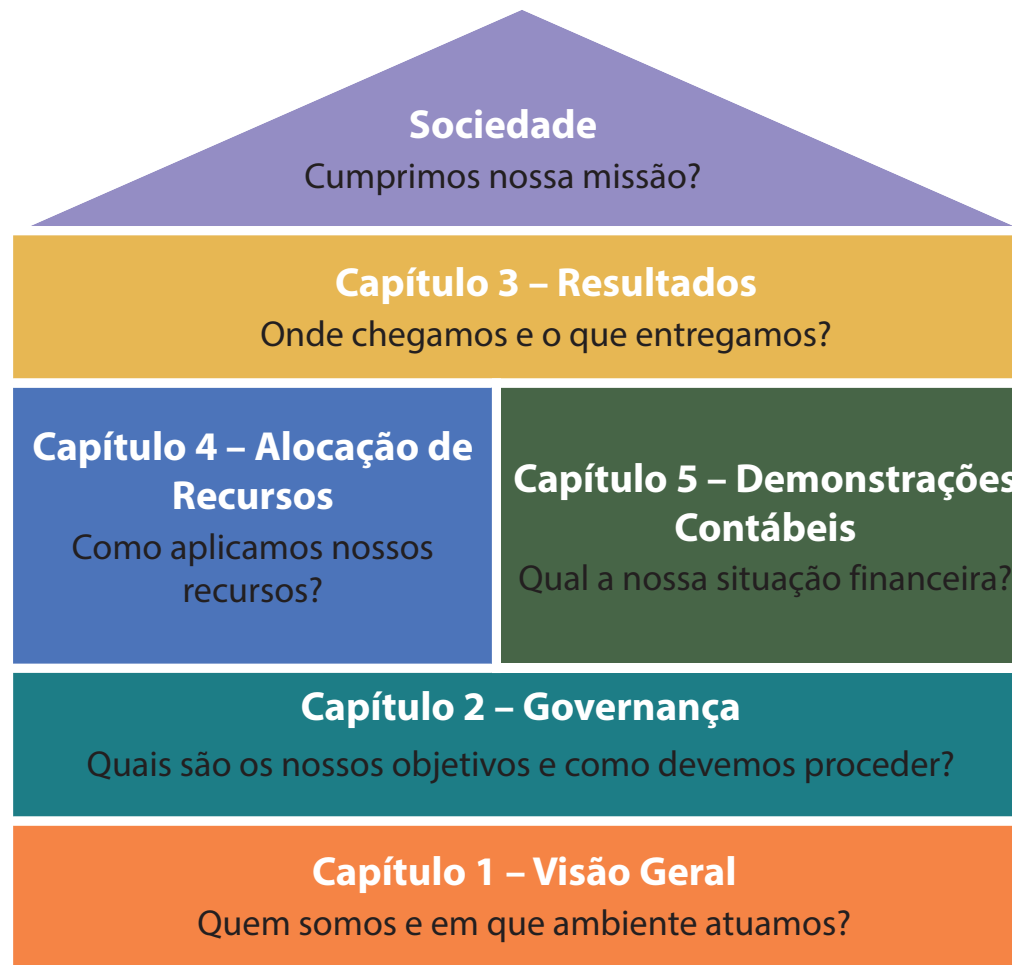 Sociedade
Cumprimos nossa missão?
Capítulo 3 – Resultados
Onde chegamos e o que entregamos?
Capítulo 4 – Alocação de
Recursos
Como aplicamos nossos
recursos?
Capítulo 5 – Demonstrações
Contábeis
Qual a nossa situação financeira?
Capítulo 2 – Governança
Quais são os nossos objetivos e como devemos proceder?
Capítulo 1 – Visão Geral
Quem somos e em que ambiente atuamos?